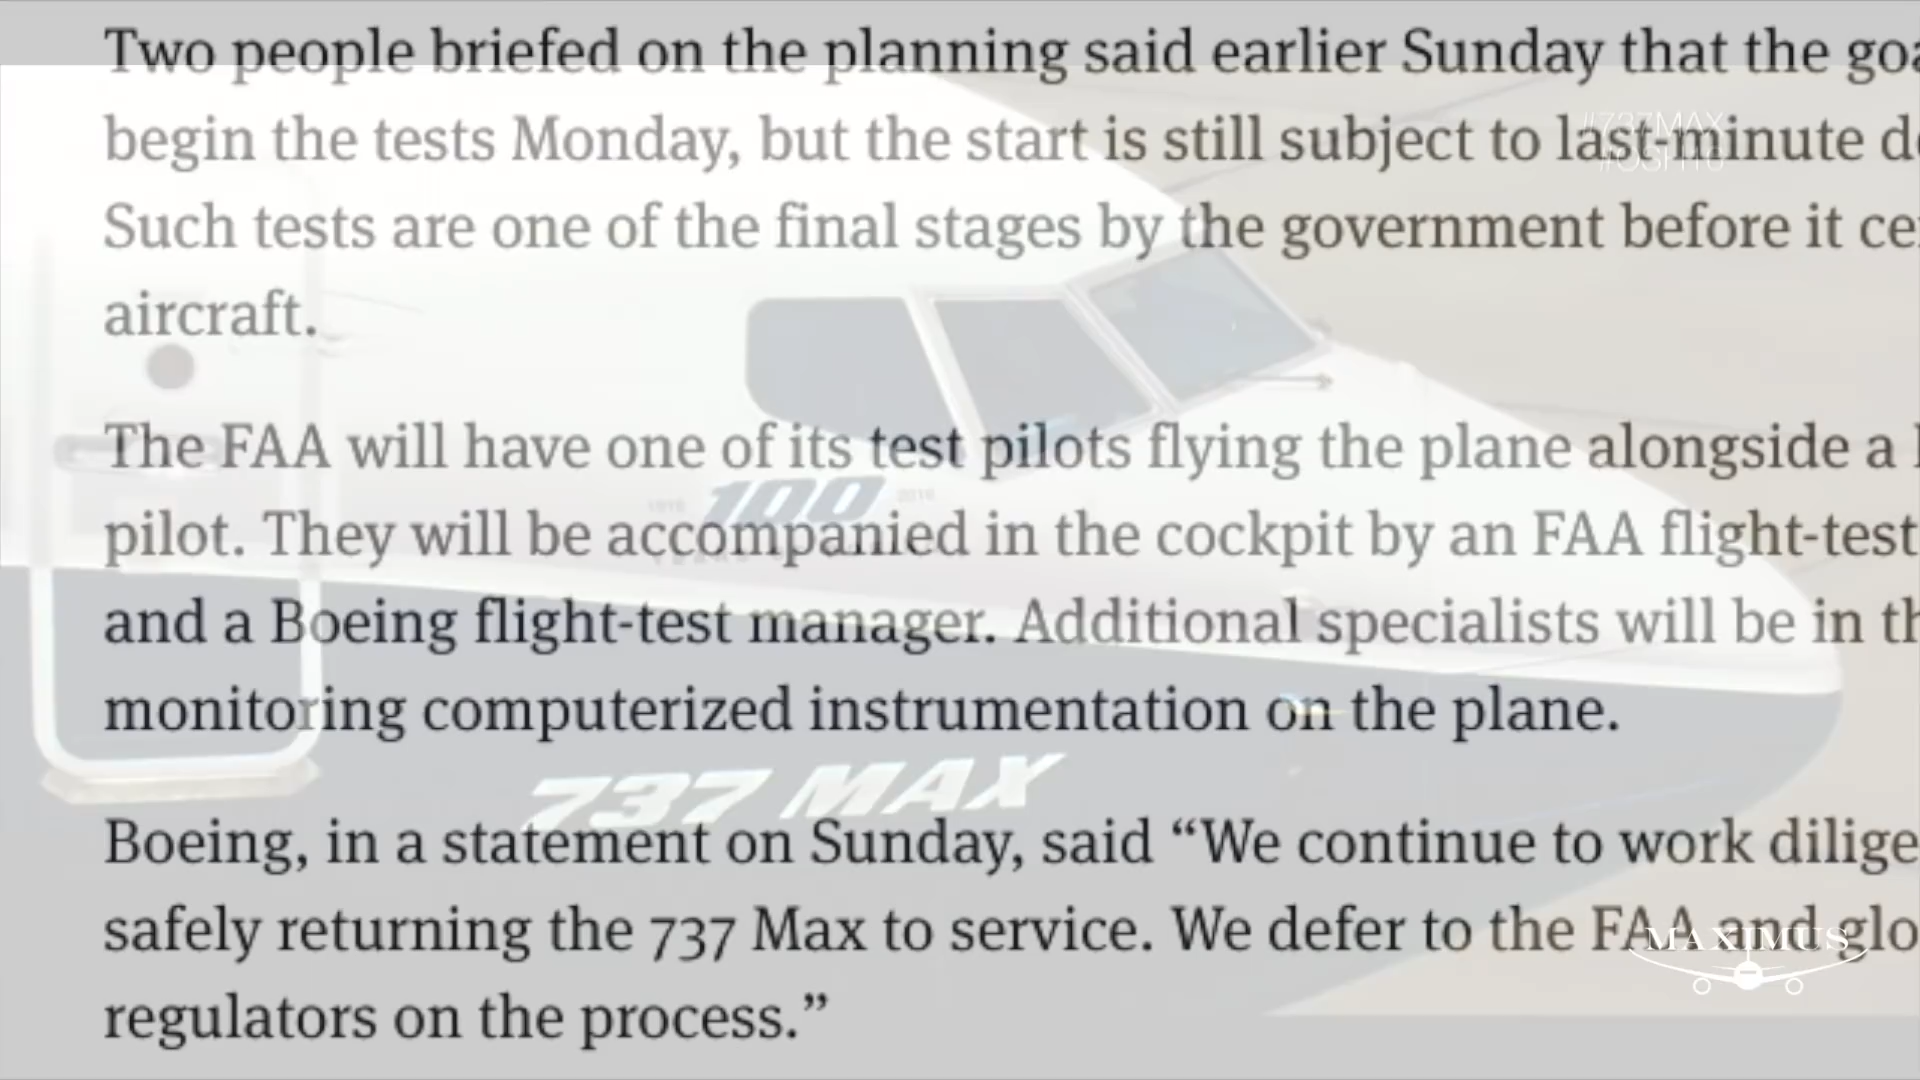 Two people briefed on the planning said earlier Sunday that the
begin the tests Monday, but the start is still subject to last-minute
Such tests are one of the final stages by the government before it
aircraft.
The FAA will have one of its test pilots flying the plane alongside a
pilot. They will be accompanied in the cockpit by an FAA flight-test
and a Boeing flight-test manager. Additional specialists will be in
monitoring computerized instrumentation on the plane.
Boeing, in a statement on Sunday, said “We continue to work
safely returning the 737 Max to service. We defer to the FAA and
regulators on the process.”
#737MAX
1916 100 2016
737 MAX
MAXIMUS